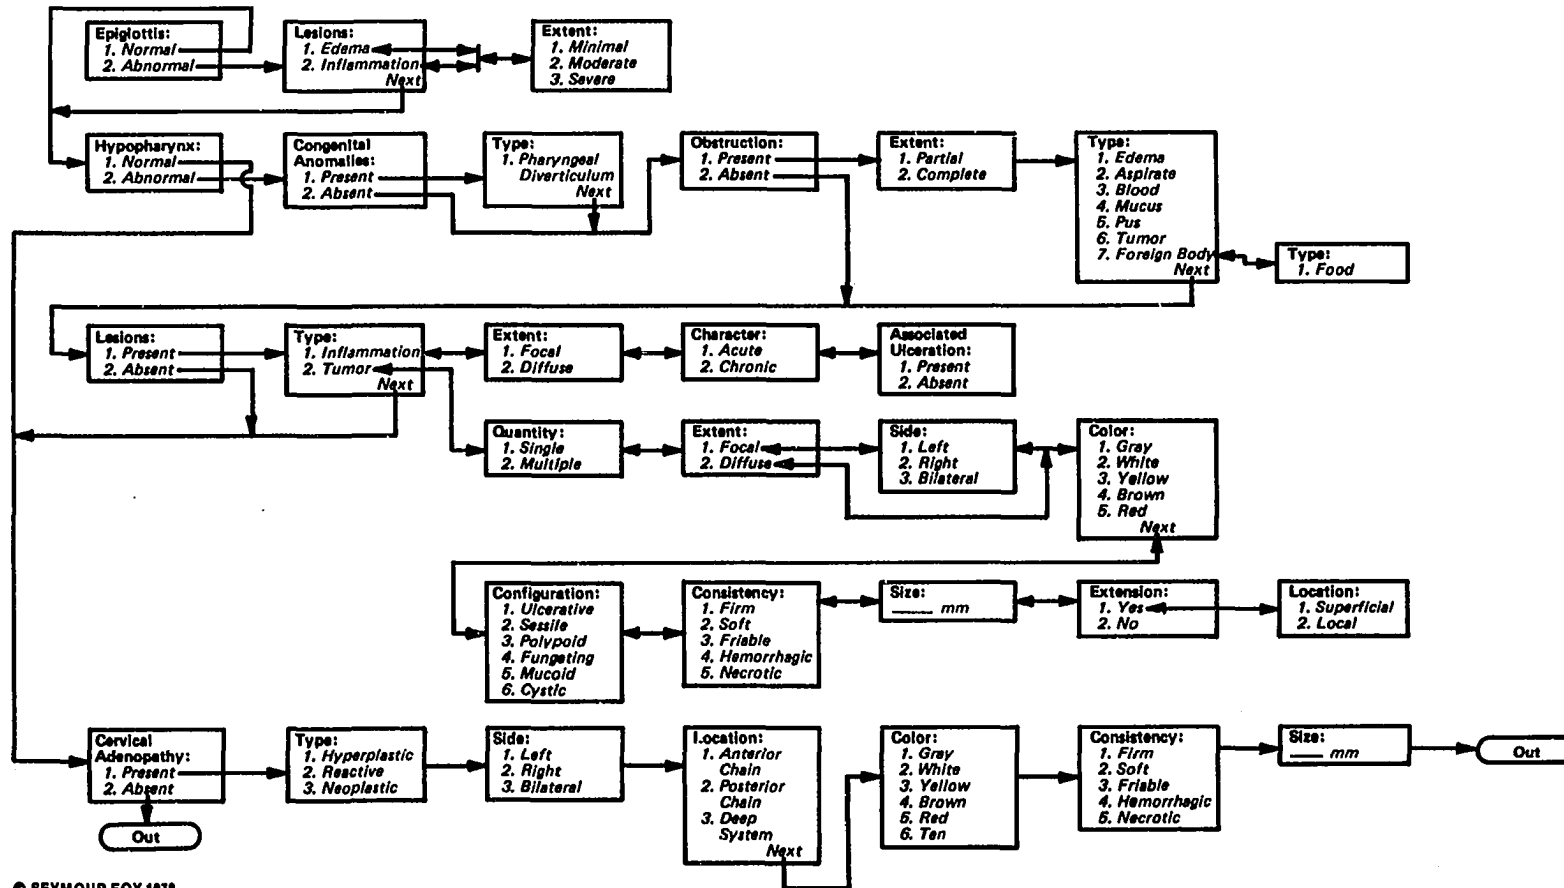 Epiglottis:
1. Normal
2. Abnormal
Lesions:
1. Edema
2. Inflammation
Next
Extent:
1. Minimal
2. Moderate
3. Severe
Hypopharynx:
1. Normal
2. Abnormal
Congenital
Anomalies:
1. Present
2. Absent
Type:
1. Pharyngeal
Diverticulum
Next
Obstruction:
1. Present
2. Absent
Extent:
1. Partial
2. Complete
Type:
1. Edema
2. Aspirate
3. Blood
4. Mucus
5. Pus
6. Tumor
7. Foreign Body
Next
Type:
1. Food
Lesions:
1. Present
2. Absent
Type:
1. Inflammation
2. Tumor
Next
Extent:
1. Focal
2. Diffuse
Character:
1. Acute
2. Chronic
Associated
Ulceration:
1. Present
2. Absent
Quantity:
1. Single
2. Multiple
Extent:
1. Focal
2. Diffuse
Side:
1. Left
2. Right
3. Bilateral
Color:
1. Gray
2. White
3. Yellow
4. Brown
5. Red
Next
Configuration:
1. Ulcerative
2. Sessile
3. Polypoid
4. Fungating
5. Mucoid
6. Cystic
Consistency:
1. Firm
2. Soft
3. Friable
4. Hemorrhagic
5. Necrotic
Size:
____ mm
Extension:
1. Yes
2. No
Location:
1. Superficial
2. Local
Cervical
Adenopathy:
1. Present
2. Absent
Out
Type:
1. Hyperplastic
2. Reactive
3. Neoplastic
Side:
1. Left
2. Right
3. Bilateral
Location:
1. Anterior
Chain
2. Posterior
Chain
3. Deep
System
Next
Color:
1. Gray
2. White
3. Yellow
4. Brown
5. Red
6. Tan
Consistency:
1. Firm
2. Soft
3. Friable
4. Hemorrhagic
5. Necrotic
Size:
___ mm
Out
© SEYMOUR FOX